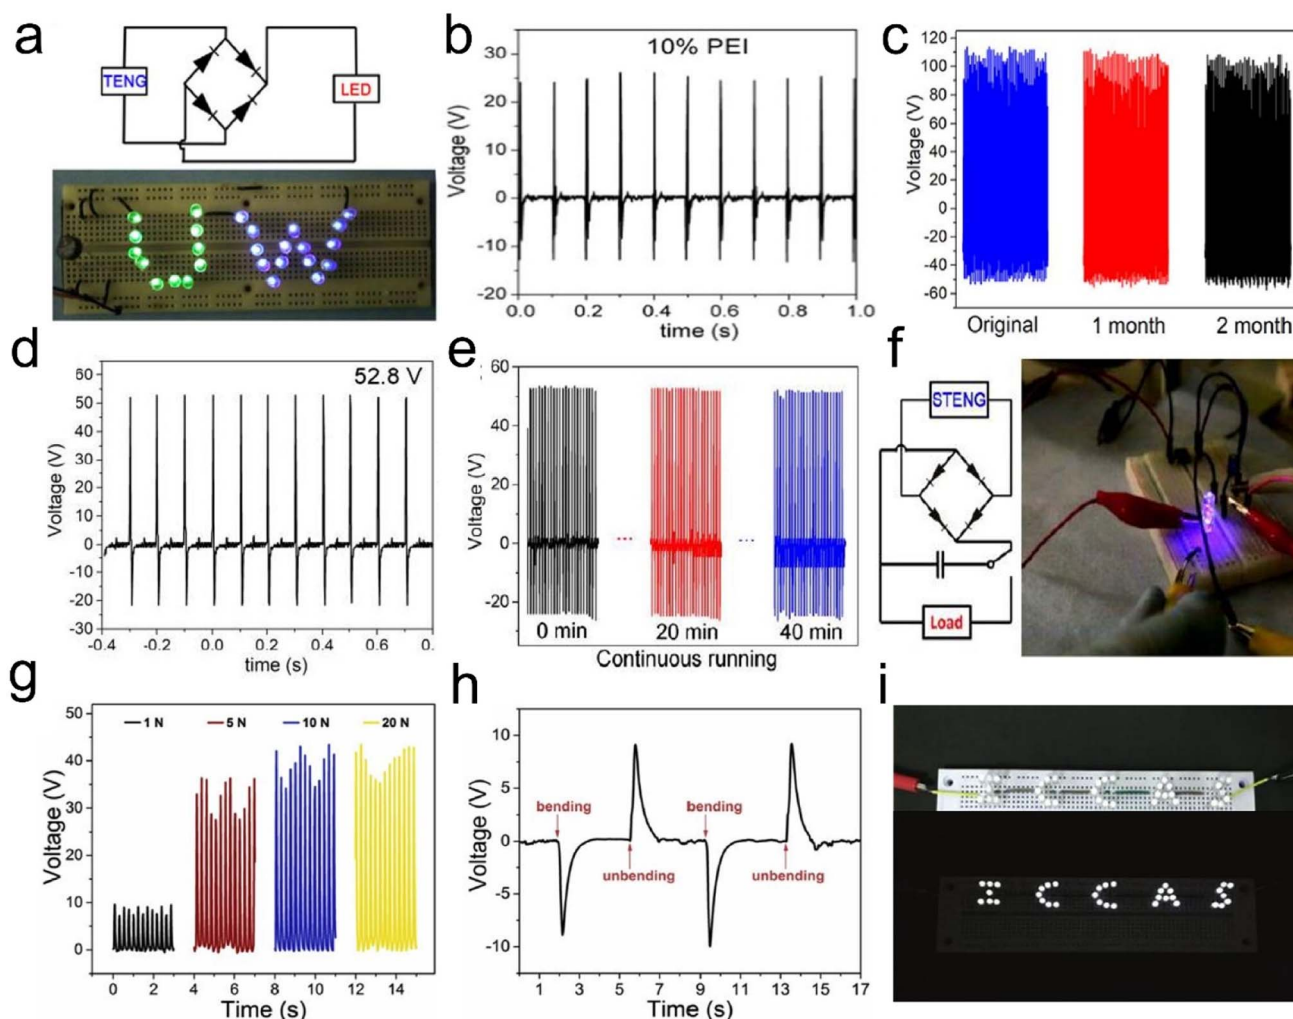 a
TENG
LED
b
10% PEI
Voltage (V)
35
30
20
10
0
-10
-20
0.0 0.2 0.4 0.6 0.8 1.0
time (s)
c
Voltage (V)
120
100
80
60
40
20
0
-20
-40
-60
Original 1 month 2 month
d
52.8 V
Voltage (V)
60
50
40
30
20
10
0
-10
-20
-30
-0.4 -0.2 0.0 0.2 0.4 0.6 0.
time (s)
e
Voltage (V)
60
40
20
0
-20
0 min 20 min 40 min
Continuous running
f
STENG
Load
g
1 N 5 N 10 N 20 N
Voltage (V)
50
40
30
20
10
0
0 2 4 6 8 10 12 14
Time (s)
h
Voltage (V)
10
5
0
-5
-10
bending bending
unbending unbending
1 3 5 7 9 11 13 15 17
Time (s)
i
I C C A S